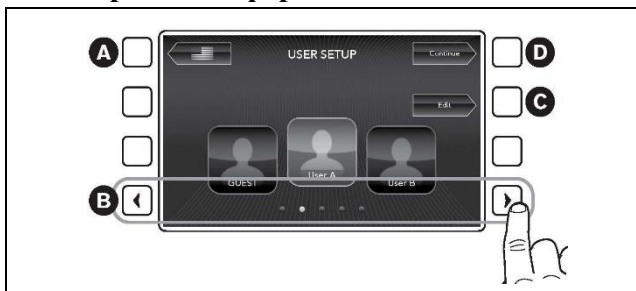 A
USER SETUP
Continue
D
Edit
C
GUEST
User A
User B
B